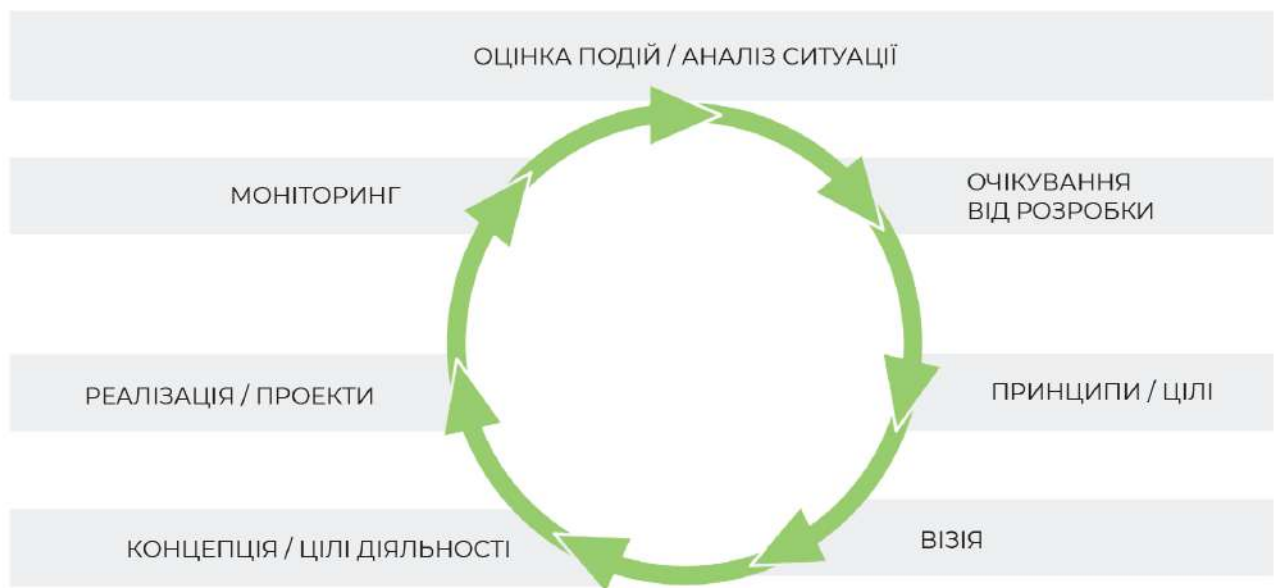 ОЦІНКА ПОДІЙ / АНАЛІЗ СИТУАЦІЇ
МОНІТОРИНГ
ОЧІКУВАННЯ
ВІД РОЗРОБКИ
РЕАЛІЗАЦІЯ / ПРОЕКТИ
ПРИНЦИПИ / ЦІЛІ
КОНЦЕПЦІЯ / ЦІЛІ ДІЯЛЬНОСТІ
ВІЗІЯ